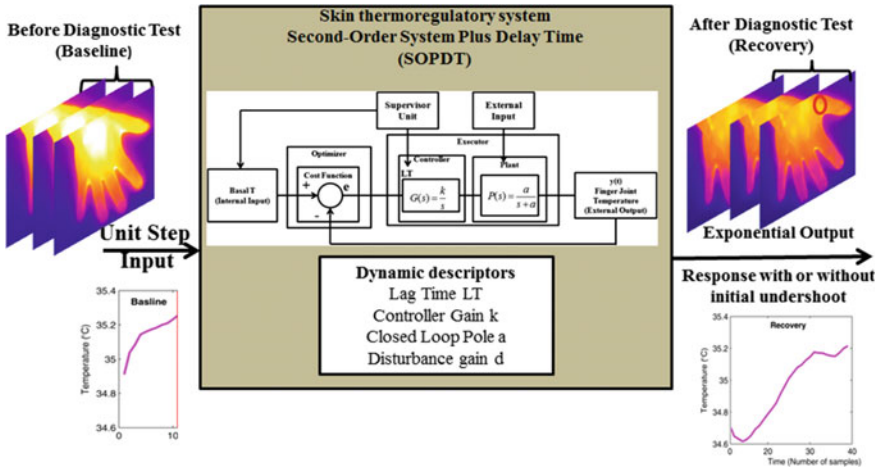 Before Diagnostic Test
(Baseline)
Unit Step
Input
35.4
35.2
35
34.8
34.6
Temperature (°C)
Basline
0
10
Skin thermoregulatory system
Second-Order System Plus Delay Time
(SOPDT)
Supervisor
Unit
External
Input
Executor
Optimizer
Controller
Plant
Basal T
(Internal Input)
Cost Function
+
e
-
LT
G(s)=k/s
P(s)=a/s+a
y(t)
Finger Joint
Temperature
(External Output)
Dynamic descriptors
Lag Time LT
Controller Gain k
Closed Loop Pole a
Disturbance gain d
After Diagnostic Test
(Recovery)
Exponential Output
Response with or without
initial undershoot
35.4
35.2
35
34.8
34.6
Temperature (°C)
Recovery
0
20
40
Time (Number of samples)